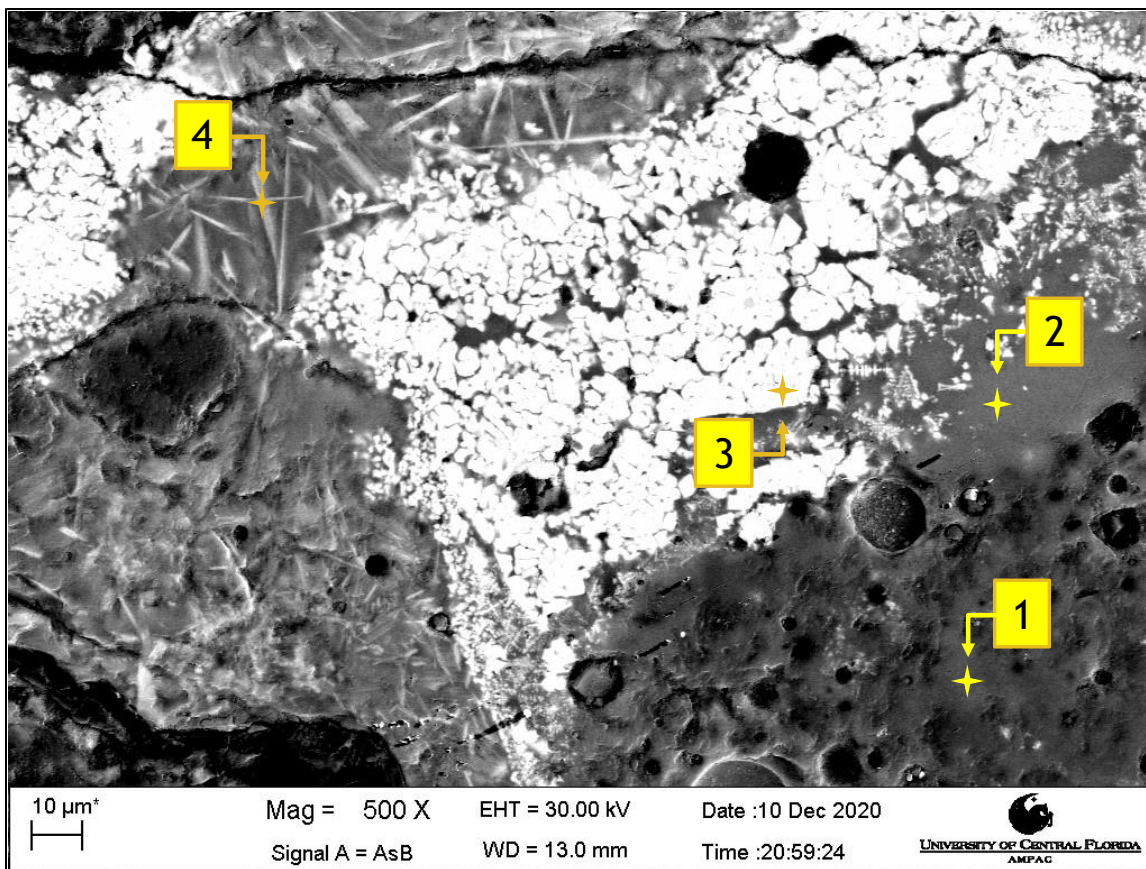 4
2
3
1
10 µm*
Mag = 500 X
EHT = 30.00 kV
Date :10 Dec 2020
Signal A = AsB
WD = 13.0 mm
Time :20:59:24
UNIVERSITY OF CENTRAL FLORIDA
AMPAC